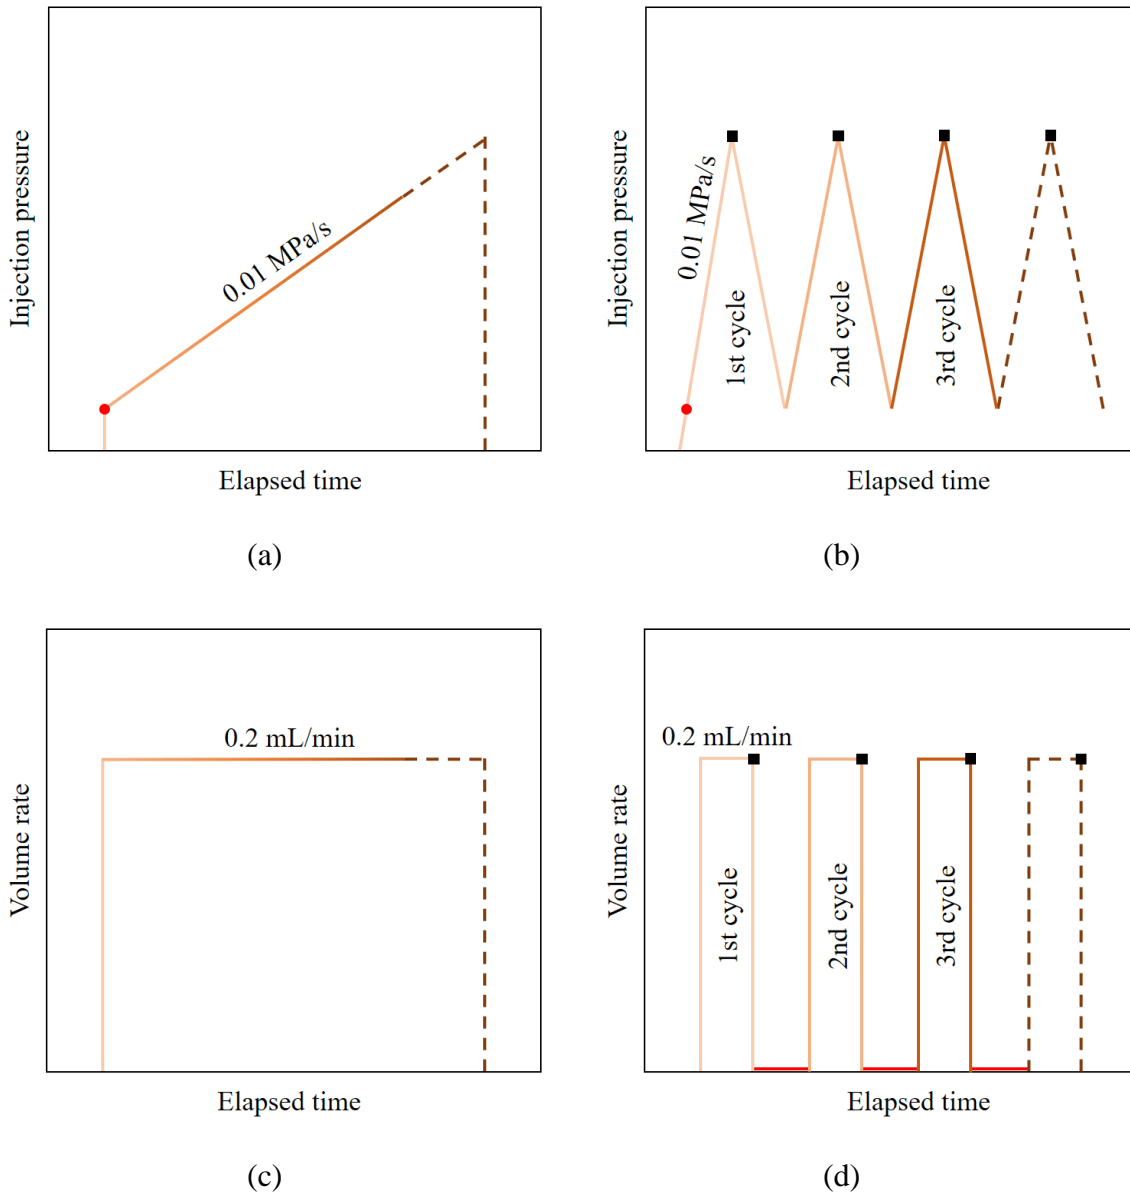 Injection pressure
0.01 MPa/s
Elapsed time
(a)
Injection pressure
0.01 MPa/s
1st cycle
2nd cycle
3rd cycle
Elapsed time
(b)
Volume rate
0.2 mL/min
Elapsed time
(c)
Volume rate
0.2 mL/min
1st cycle
2nd cycle
3rd cycle
Elapsed time
(d)